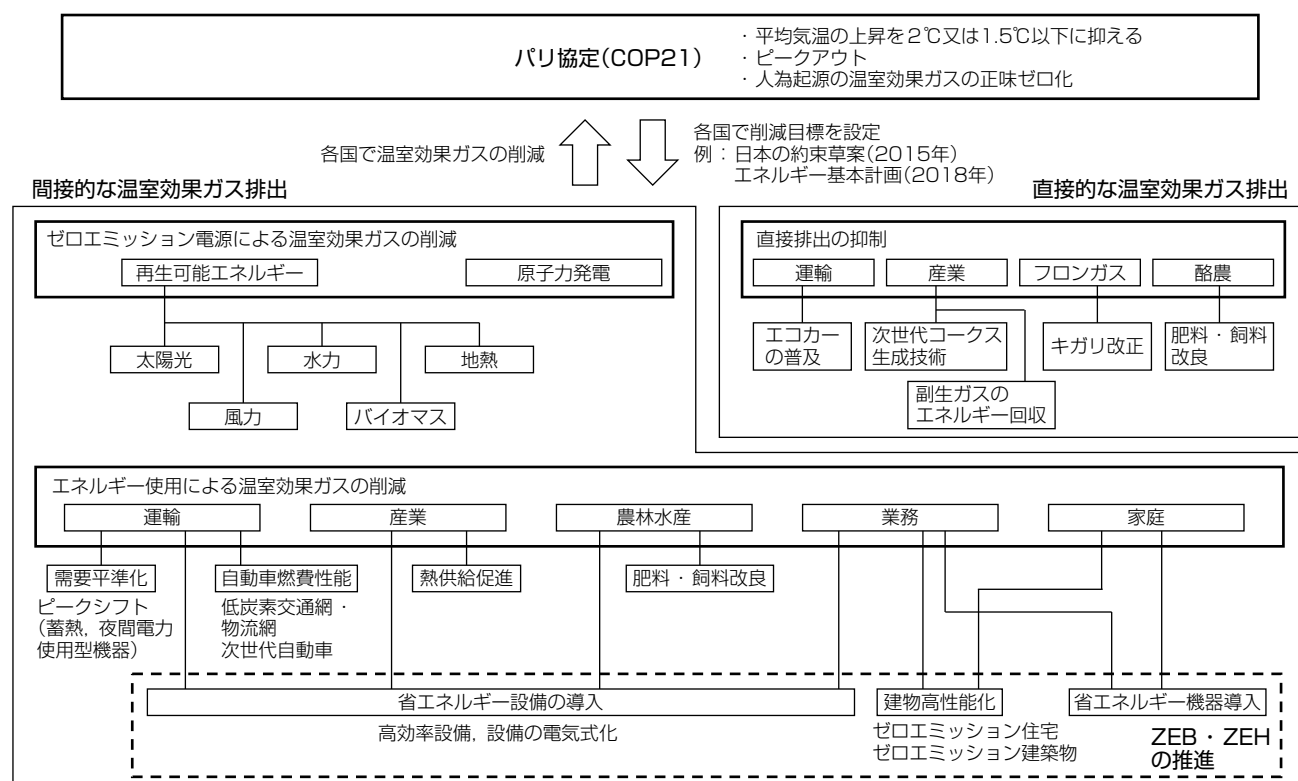 パリ協定(COP21)
・平均気温の上昇を2℃又は1.5℃以下に抑える
・ピークアウト
・人為起源の温室効果ガスの正味ゼロ化
各国で温室効果ガスの削減
各国で削減目標を設定
例：日本の約束草案(2015年)
エネルギー基本計画(2018年)
間接的な温室効果ガス排出
直接的な温室効果ガス排出
ゼロエミッション電源による温室効果ガスの削減
再生可能エネルギー
原子力発電
太陽光
水力
地熱
風力
バイオマス
直接排出の抑制
運輸
産業
フロンガス
酪農
エコカー
の普及
次世代コークス
生成技術
キガリ改正
肥料・飼料
改良
副生ガスの
エネルギー回収
エネルギー使用による温室効果ガスの削減
運輸
産業
農林水産
業務
家庭
需要平準化
ピークシフト
(蓄熱, 夜間電力
使用型機器)
自動車燃費性能
低炭素交通網・
物流網
次世代自動車
熱供給促進
肥料・飼料改良
省エネルギー設備の導入
高効率設備, 設備の電気式化
建物高性能化
ゼロエミッション住宅
ゼロエミッション建築物
省エネルギー機器導入
ZEB・ZEH
の推進